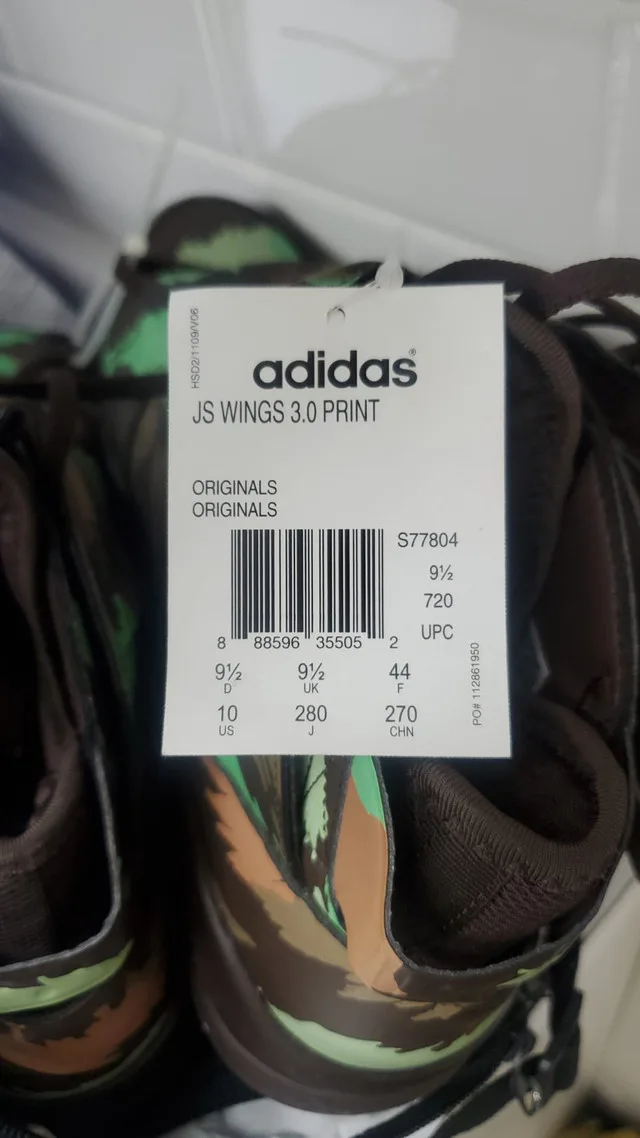 HSD2/1109/V06
adidas®
JS WINGS 3.0 PRINT
ORIGINALS
ORIGINALS
S77804
9½
720
UPC
8 88596 35505 2
9½ 9½ 44
D UK F
10 280 270
US J CHN
PO# 112861950